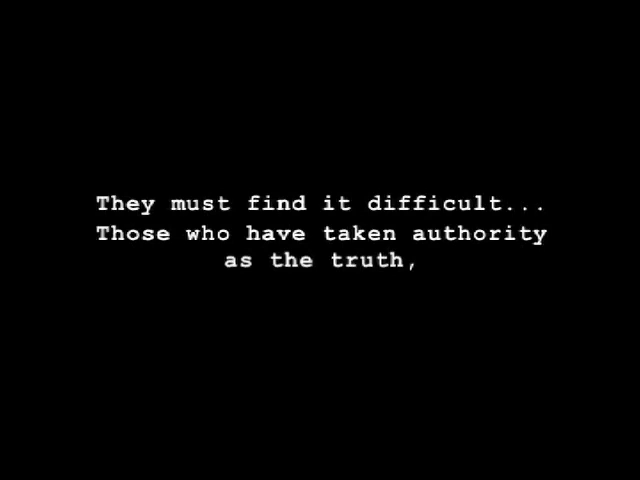 They must find it difficult...
Those who have taken authority
as the truth,